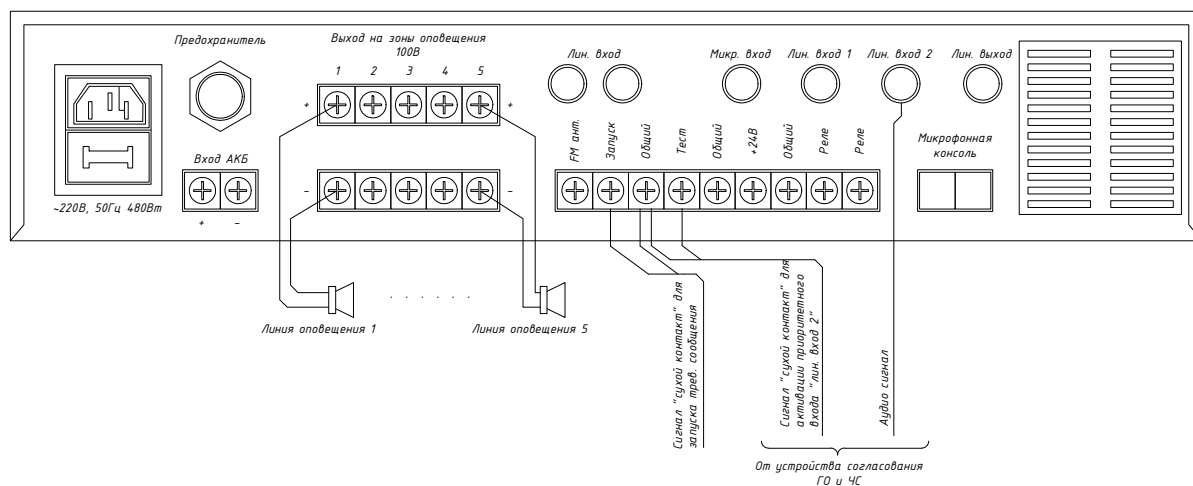 Предохранитель
Выход на зоны оповещения
100В
1 2 3 4 5
+ +
Лин. вход
Микр. вход
Лин. вход 1
Лин. вход 2
Лин. выход
FM ант.
Запуск
Общий
Тест
Общий
+24В
Общий
Реле
Реле
Микрофонная
консоль
Вход АКБ
+ –
– –
~220В, 50Гц 480Вт
Линия оповещения 1
. . . . . .
Линия оповещения 5
Сигнал "сухой контакт" для
запуска трев. сообщения
Сигнал "сухой контакт" для
активации приоритетного
входа "лин. вход 2"
Аудио сигнал
От устройства согласования
ГО и ЧС